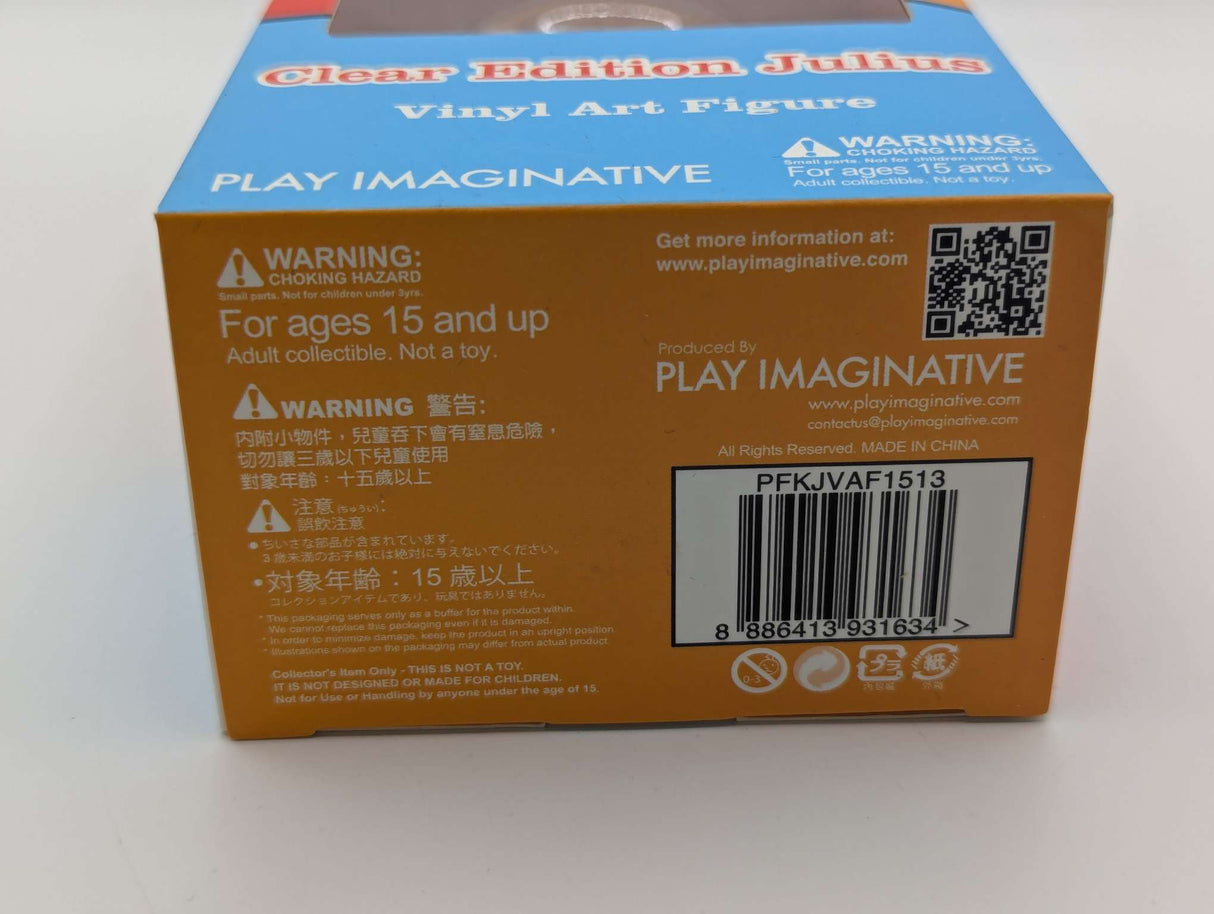 Clear Edition Julius
Vinyl Art Figure
PLAY IMAGINATIVE
WARNING:
CHOKING HAZARD
Small parts. Not for children under 3yrs.
For ages 15 and up
Adult collectible. Not a toy.
WARNING:
CHOKING HAZARD
Small parts. Not for children under 3yrs.
For ages 15 and up
Adult collectible. Not a toy.
WARNING 警告:
內附小物件，兒童吞下會有窒息危險，
切勿讓三歲以下兒童使用
對象年齡：十五歲以上
注意 (ちゅうい):
誤飲注意
• ちいさな部品が含まれています。
3歳未満のお子様には絶対に与えないでください。
•対象年齢：15 歳以上
コレクションアイテムであり、玩具ではありません。
* This packaging serves only as a buffer for the product within.
We cannot replace this packaging even if it is damaged.
* In order to minimize damage, keep the product in an upright position.
* Illustrations shown on the packaging may differ from actual product.
Collector's Item Only - THIS IS NOT A TOY.
IT IS NOT DESIGNED OR MADE FOR CHILDREN.
Not for Use or Handling by anyone under the age of 15.
Get more information at:
www.playimaginative.com
Produced By
PLAY IMAGINATIVE
www.playimaginative.com
contactus@playimaginative.com
All Rights Reserved. MADE IN CHINA
PFKJVAF1513
8 886413 931634 >
0-3
プラ
紙